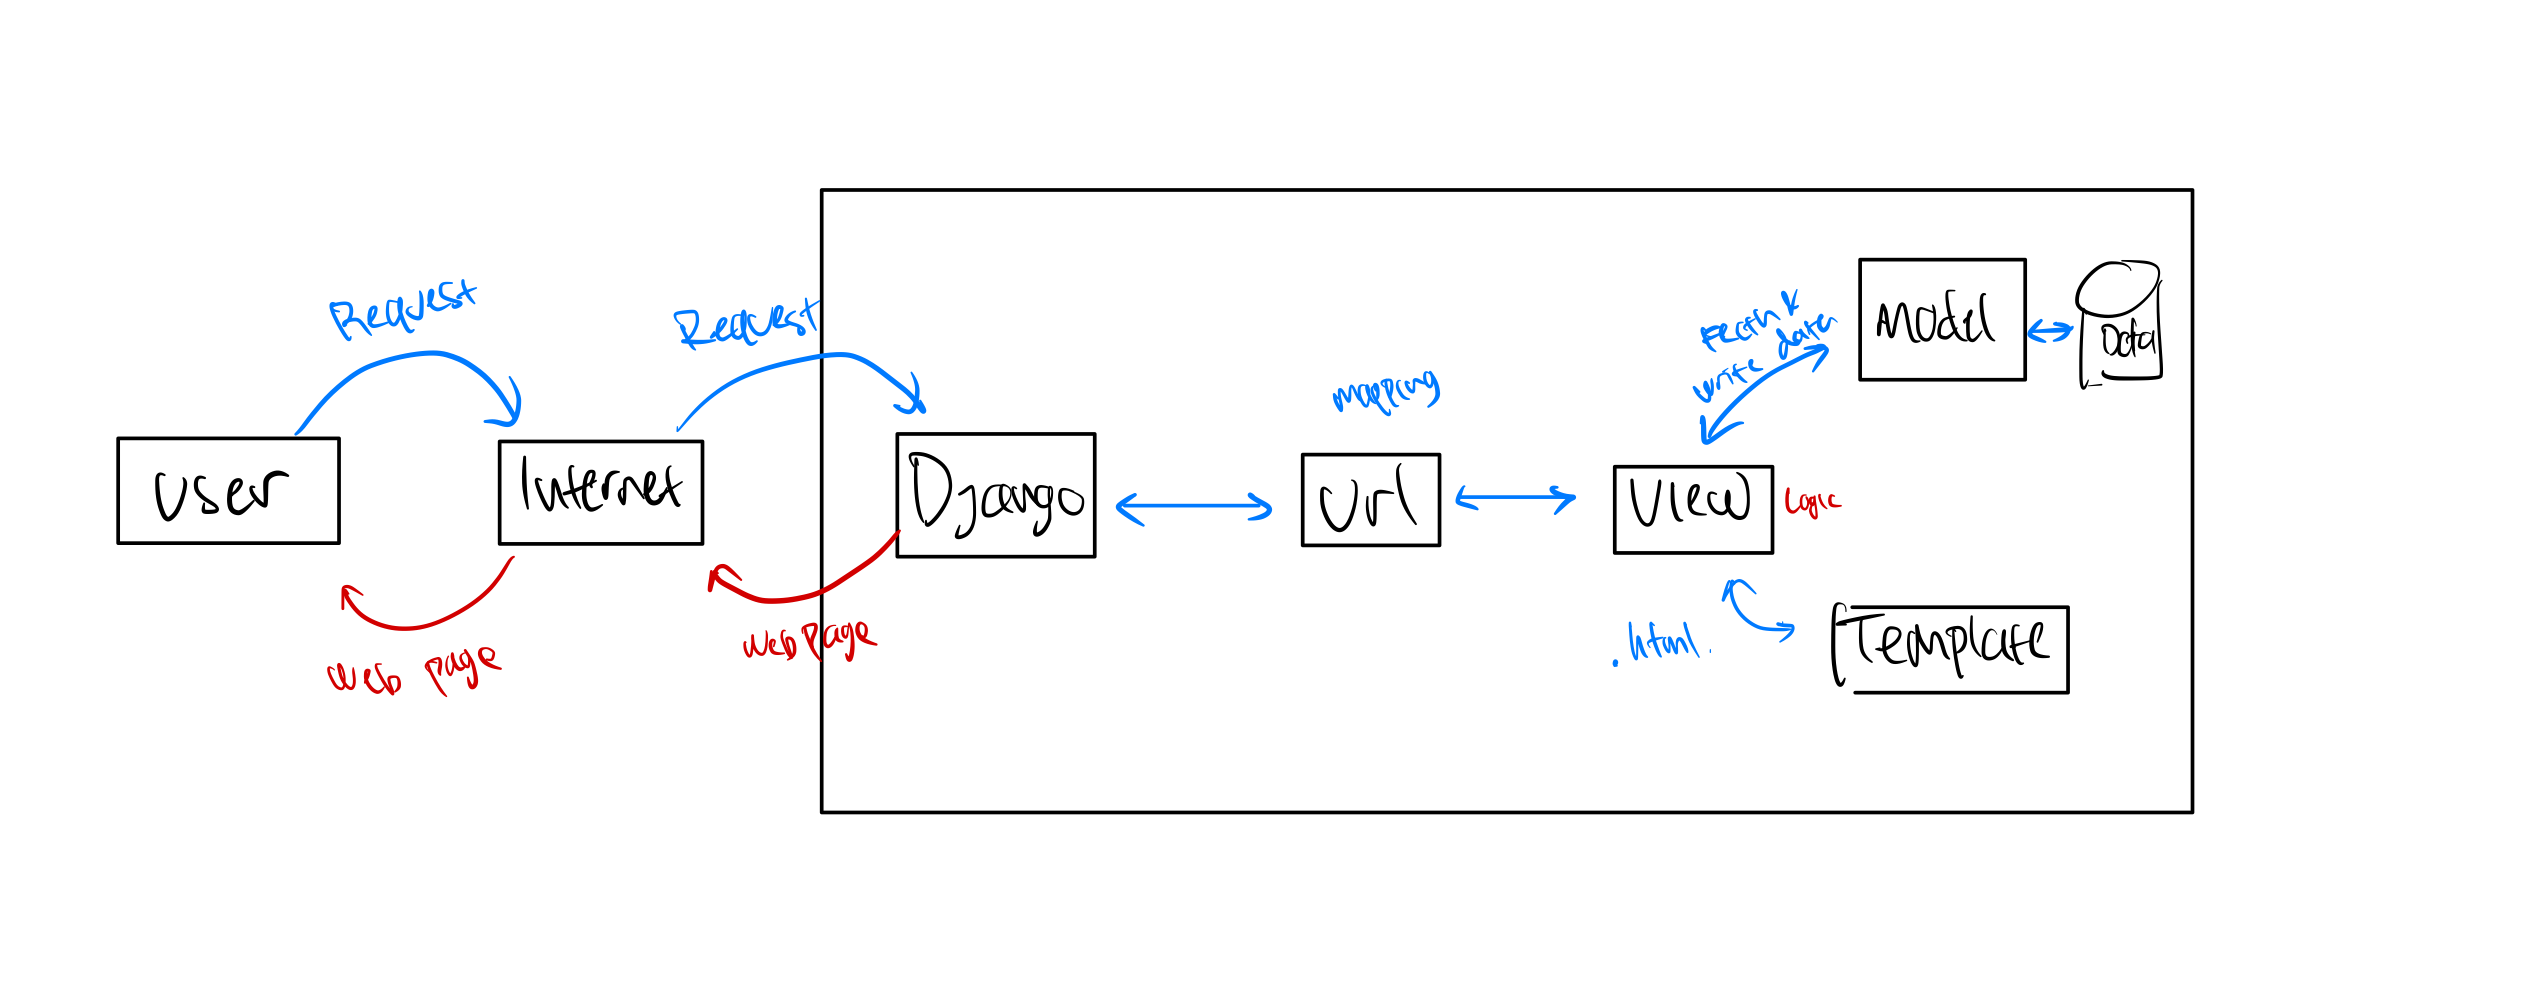 Request
Request
user
Internet
web page
web page
Django
mapping
url
Fetch &
write data
view
Logic
Model
Data
.html.
Template